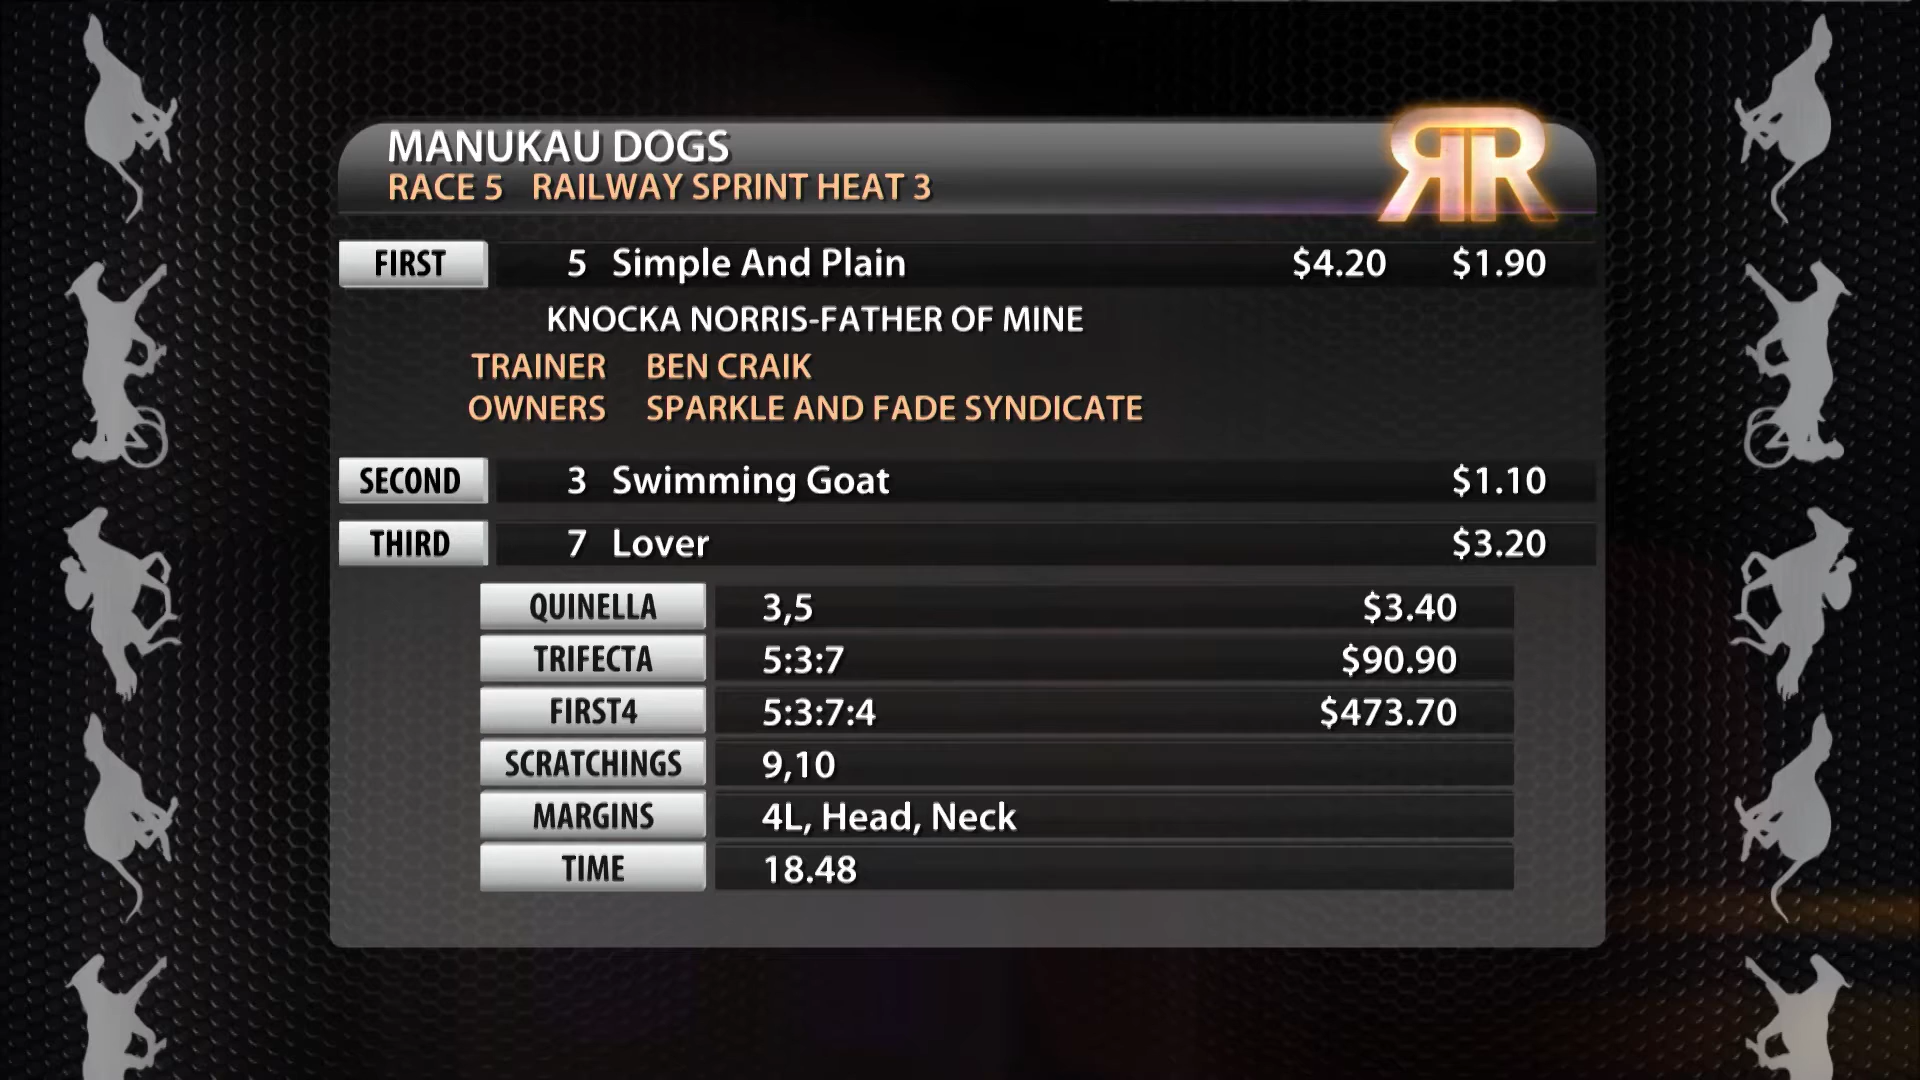 MANUKAU DOGS
RACE 5 RAILWAY SPRINT HEAT 3
RR
FIRST 5 Simple And Plain $4.20 $1.90
KNOCKA NORRIS-FATHER OF MINE
TRAINER BEN CRAIK
OWNERS SPARKLE AND FADE SYNDICATE
SECOND 3 Swimming Goat $1.10
THIRD 7 Lover $3.20
QUINELLA 3,5 $3.40
TRIFECTA 5:3:7 $90.90
FIRST4 5:3:7:4 $473.70
SCRATCHINGS 9,10
MARGINS 4L, Head, Neck
TIME 18.48